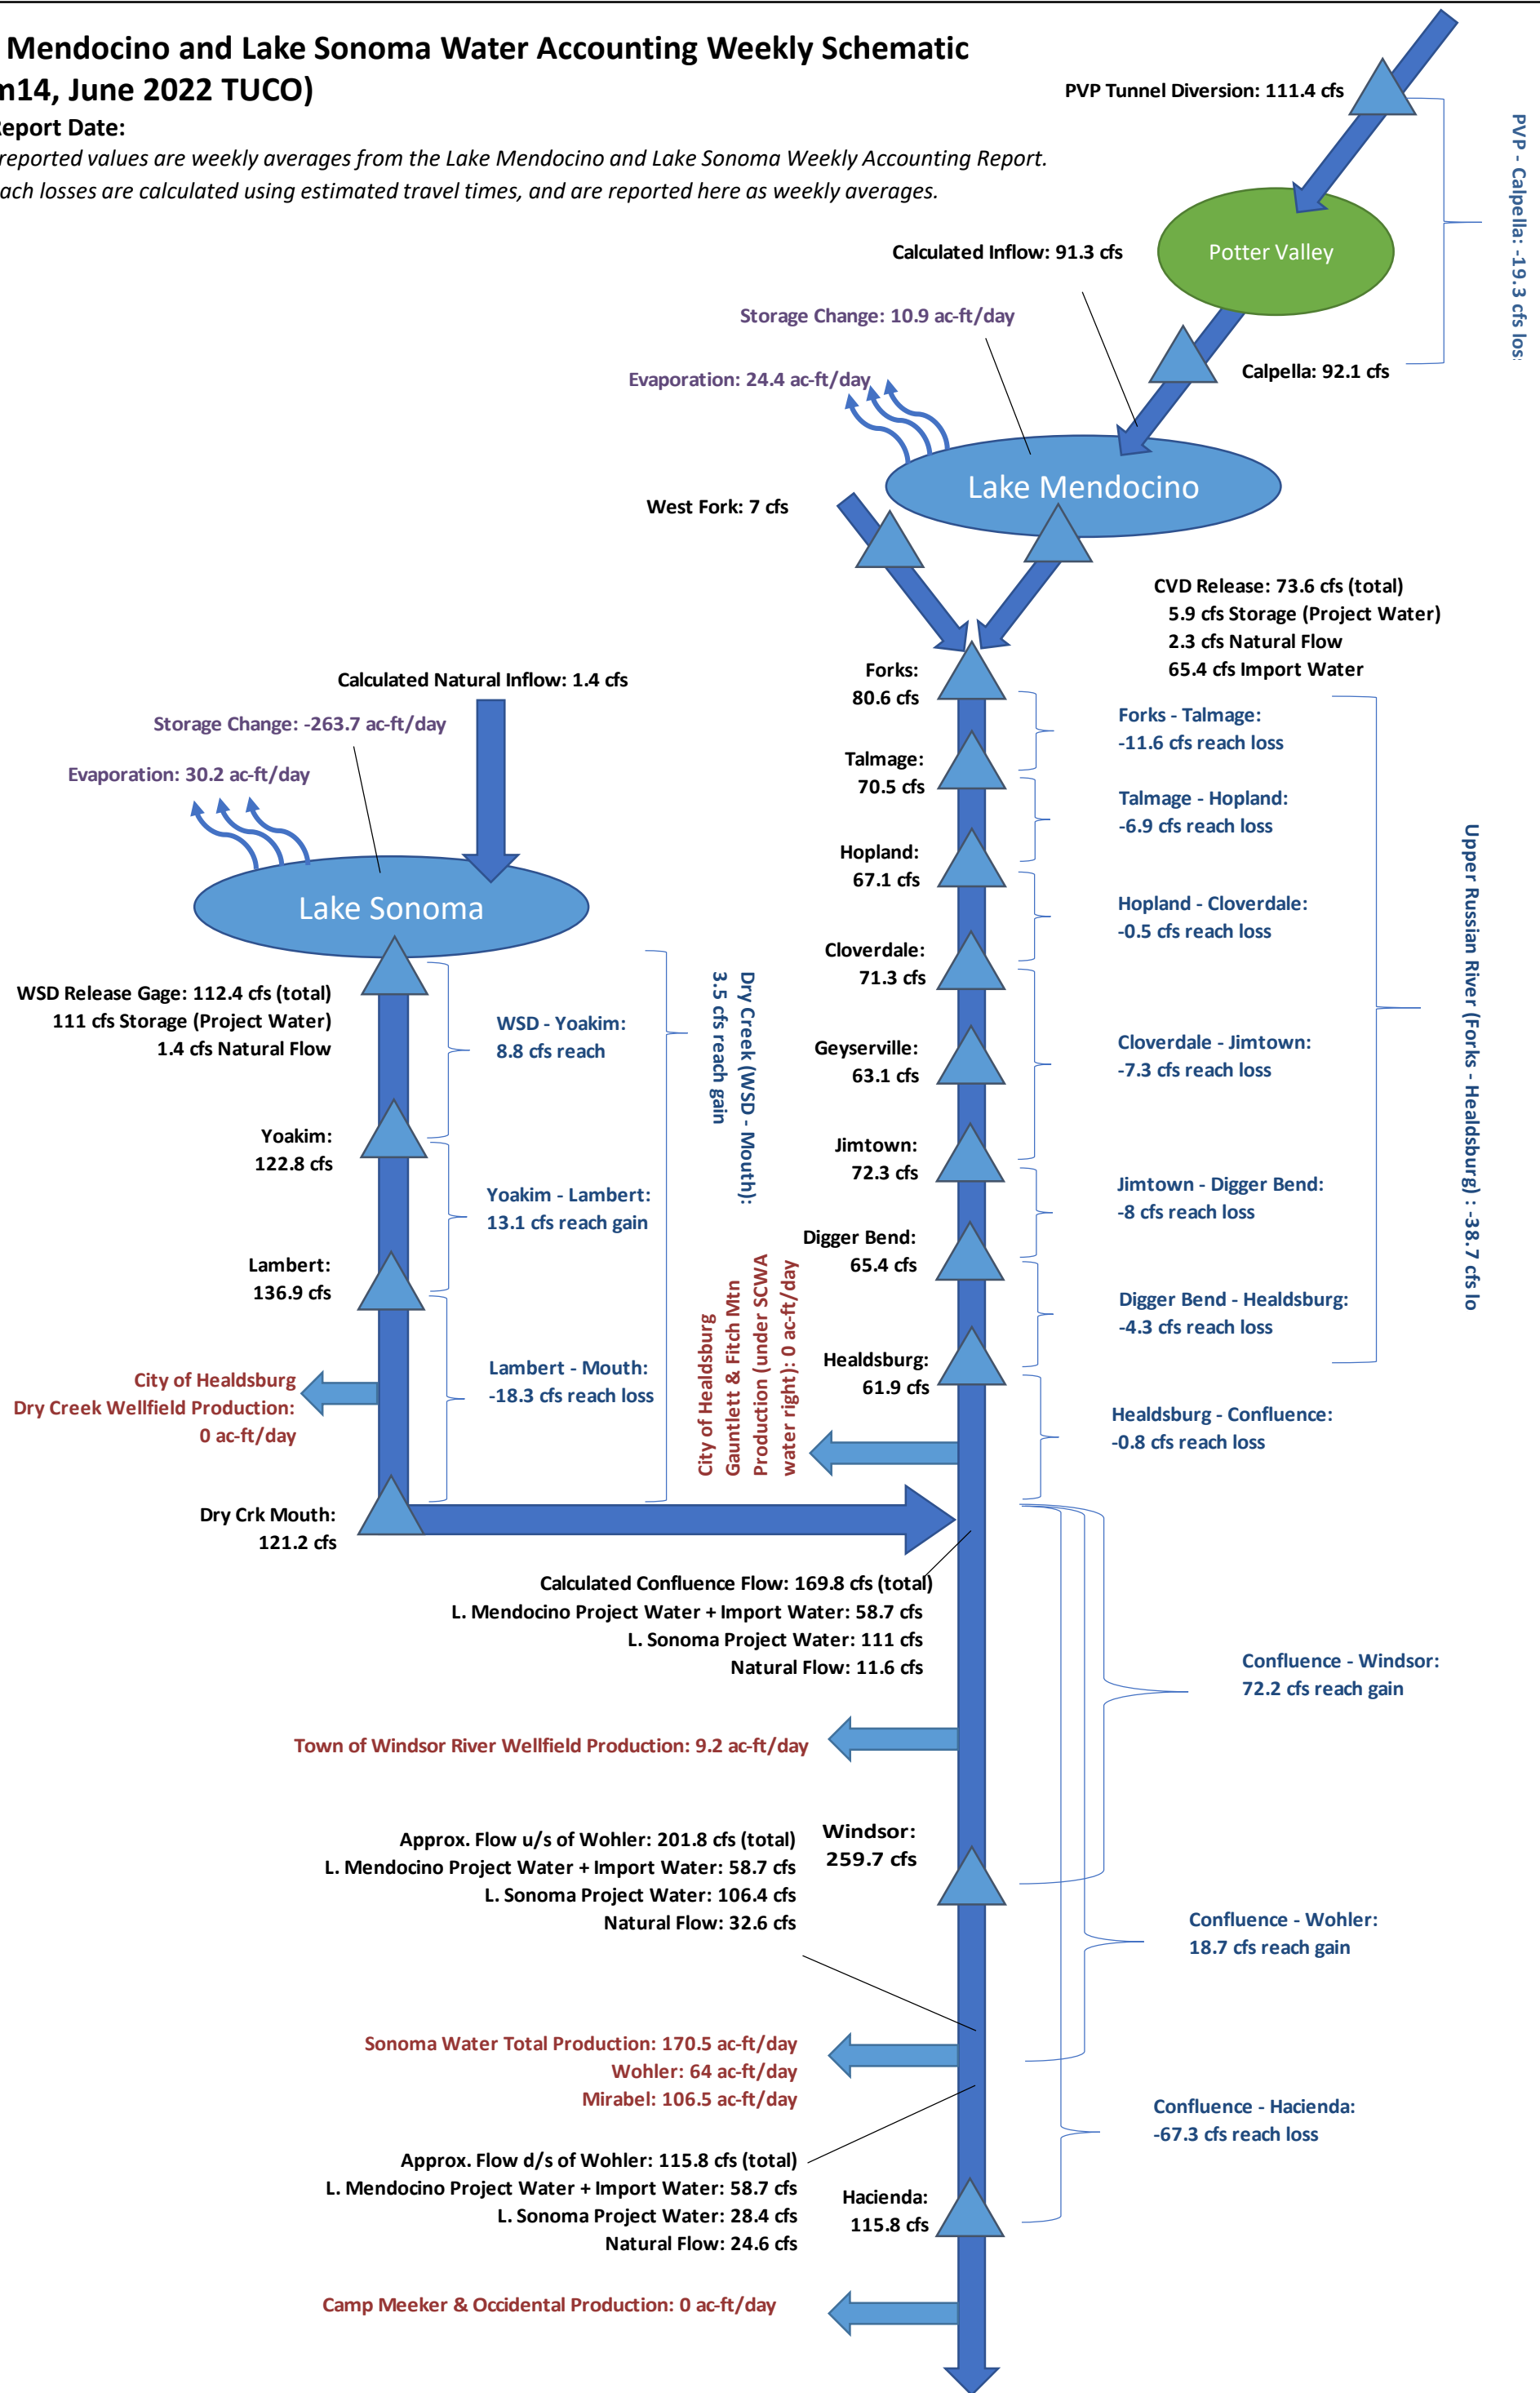 Mendocino and Lake Sonoma Water Accounting Weekly Schematic
m14, June 2022 TUCO)
Report Date:
reported values are weekly averages from the Lake Mendocino and Lake Sonoma Weekly Accounting Report.
ach losses are calculated using estimated travel times, and are reported here as weekly averages.
PVP Tunnel Diversion: 111.4 cfs
PVP - Calpella: -19.3 cfs los
Potter Valley
Calculated Inflow: 91.3 cfs
Storage Change: 10.9 ac-ft/day
Evaporation: 24.4 ac-ft/day
Calpella: 92.1 cfs
Lake Mendocino
West Fork: 7 cfs
CVD Release: 73.6 cfs (total)
5.9 cfs Storage (Project Water)
2.3 cfs Natural Flow
65.4 cfs Import Water
Forks:
80.6 cfs
Forks - Talmage:
-11.6 cfs reach loss
Talmage:
70.5 cfs
Talmage - Hopland:
-6.9 cfs reach loss
Hopland:
67.1 cfs
Hopland - Cloverdale:
-0.5 cfs reach loss
Cloverdale:
71.3 cfs
Geyserville:
63.1 cfs
Cloverdale - Jimtown:
-7.3 cfs reach loss
Jimtown:
72.3 cfs
Jimtown - Digger Bend:
-8 cfs reach loss
Digger Bend:
65.4 cfs
Digger Bend - Healdsburg:
-4.3 cfs reach loss
Healdsburg:
61.9 cfs
Healdsburg - Confluence:
-0.8 cfs reach loss
Upper Russian River (Forks - Healdsburg) : -38.7 cfs lo
Calculated Natural Inflow: 1.4 cfs
Storage Change: -263.7 ac-ft/day
Evaporation: 30.2 ac-ft/day
Lake Sonoma
WSD Release Gage: 112.4 cfs (total)
111 cfs Storage (Project Water)
1.4 cfs Natural Flow
WSD - Yoakim:
8.8 cfs reach
Yoakim:
122.8 cfs
Yoakim - Lambert:
13.1 cfs reach gain
Lambert:
136.9 cfs
Lambert - Mouth:
-18.3 cfs reach loss
Dry Creek (WSD - Mouth):
3.5 cfs reach gain
City of Healdsburg
Dry Creek Wellfield Production:
0 ac-ft/day
City of Healdsburg
Gauntlett & Fitch Mtn
Production (under SCWA
water right): 0 ac-ft/day
Dry Crk Mouth:
121.2 cfs
Calculated Confluence Flow: 169.8 cfs (total)
L. Mendocino Project Water + Import Water: 58.7 cfs
L. Sonoma Project Water: 111 cfs
Natural Flow: 11.6 cfs
Confluence - Windsor:
72.2 cfs reach gain
Town of Windsor River Wellfield Production: 9.2 ac-ft/day
Windsor:
259.7 cfs
Approx. Flow u/s of Wohler: 201.8 cfs (total)
L. Mendocino Project Water + Import Water: 58.7 cfs
L. Sonoma Project Water: 106.4 cfs
Natural Flow: 32.6 cfs
Confluence - Wohler:
18.7 cfs reach gain
Sonoma Water Total Production: 170.5 ac-ft/day
Wohler: 64 ac-ft/day
Mirabel: 106.5 ac-ft/day
Confluence - Hacienda:
-67.3 cfs reach loss
Approx. Flow d/s of Wohler: 115.8 cfs (total)
L. Mendocino Project Water + Import Water: 58.7 cfs
L. Sonoma Project Water: 28.4 cfs
Natural Flow: 24.6 cfs
Hacienda:
115.8 cfs
Camp Meeker & Occidental Production: 0 ac-ft/day